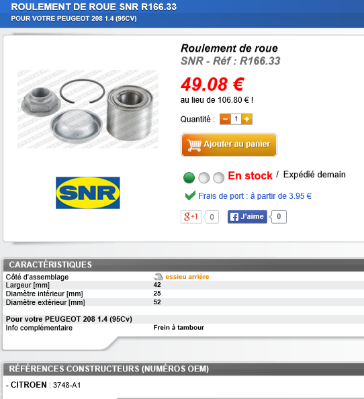 ROULEMENT DE ROUE SNR R166.33
POUR VOTRE PEUGEOT 208 1.4 (95CV)
Roulement de roue
SNR - Réf : R166.33
49.08 €
au lieu de 106.80 € !
Quantité : - 1 +
Ajouter au panier
En stock / Expédié demain
Frais de port : à partir de 3.95 €
g+1 0 J'aime 0
SNR
CARACTÉRISTIQUES
Côté d'assemblage essieu arrière
Largeur [mm] 42
Diamètre intérieur [mm] 25
Diamètre extérieur [mm] 52
Pour votre PEUGEOT 208 1.4 (95Cv)
Info complémentaire Frein à tambour
RÉFÉRENCES CONSTRUCTEURS (NUMÉROS OEM)
- CITROEN : 3748-A1